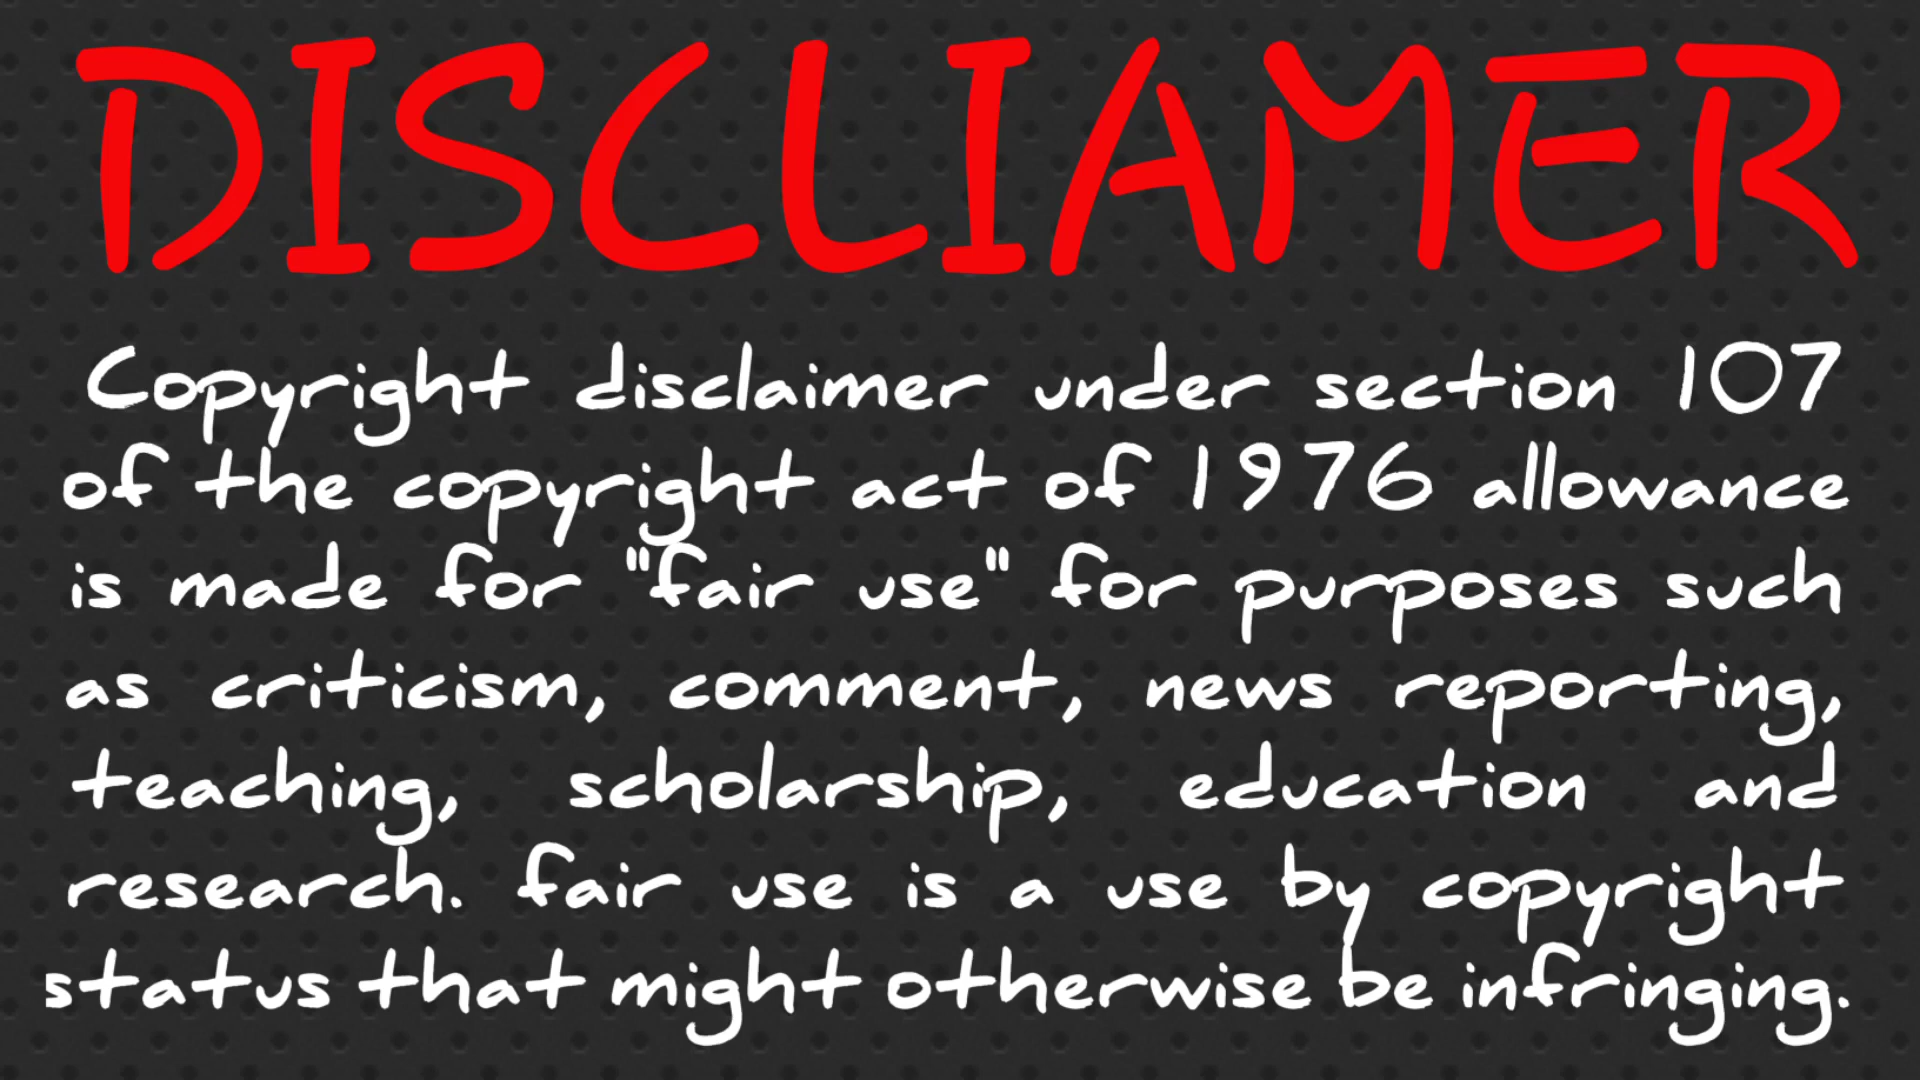 DISCLIAMER
Copyright disclaimer under section 107
of the copyright act of 1976 allowance
is made for "fair use" for purposes such
as criticism, comment, news reporting,
teaching, scholarship, education and
research. fair use is a use by copyright
status that might otherwise be infringing.